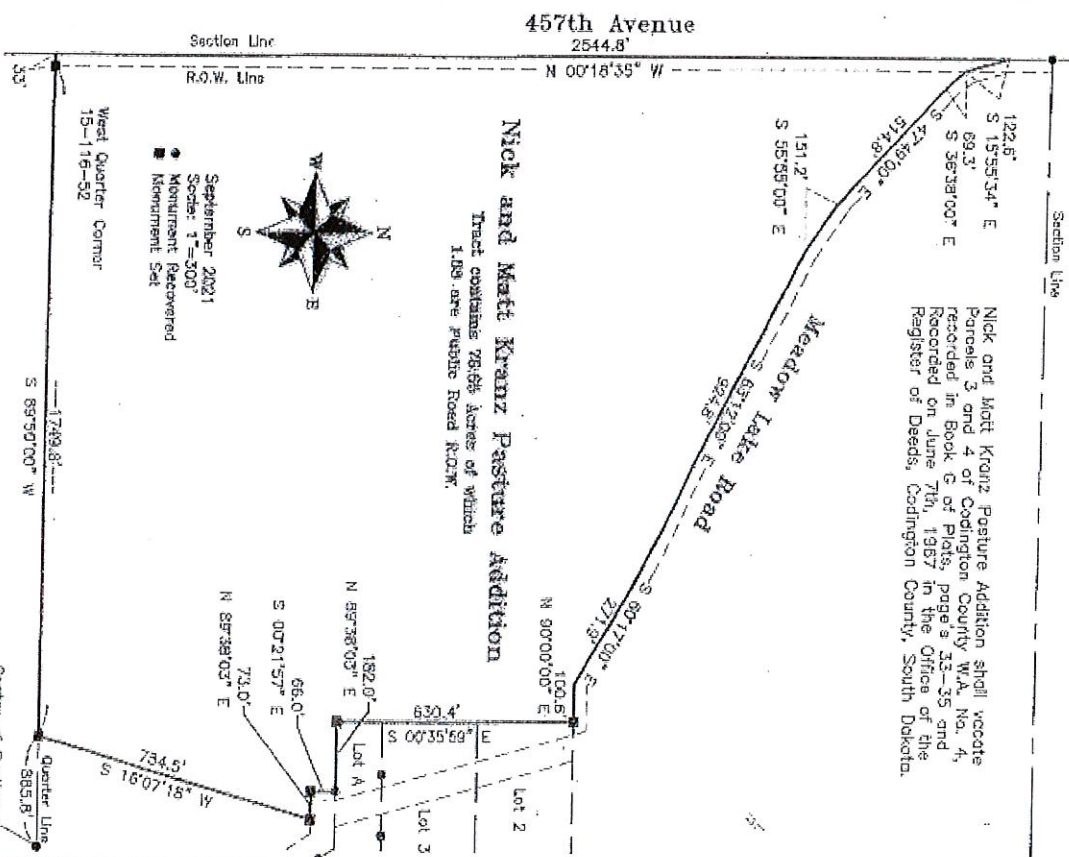 457th Avenue
2544.8'
Section Line
N 00°18'35" W
R.O.W. Line
33'
Section Line
122.6'
S 15°55'34" E
69.3'
S 36°38'00" E
S 47°49'00" E
514.8'
151.2'
S 55°55'00" E
Meadow Lake Road
S 63°12'00" E
924.8'
S 60°17'00" E
271.9'
N 90°00'00" E
100.6'
Nick and Matt Kranz Pasture Addition shall vacate
Parcels 3 and 4 of Codington County W.A. No. 4,
recorded in Book G of Plats, page's 33-35 and
Recorded on June 7th, 1967 in the Office of the
Register of Deeds, Codington County, South Dakota.
Nick and Matt Kranz Pasture Addition
Tract contains Acres of which
are Public Road R.O.W.
W
N
S
E
September 2021
Scale: 1"=300'
Monument Recovered
Monument Set
West Quarter Corner
15-116-52
630.4'
S 00°35'59" E
Lot 2
Lot 3
Lot A
182.0'
N 89°38'03" E
66.0'
S 00°21'57" E
73.0'
N 89°38'03" E
S 16°07'18" W
1749.8'
S 89°50'00" W
Quarter Line
885.8'